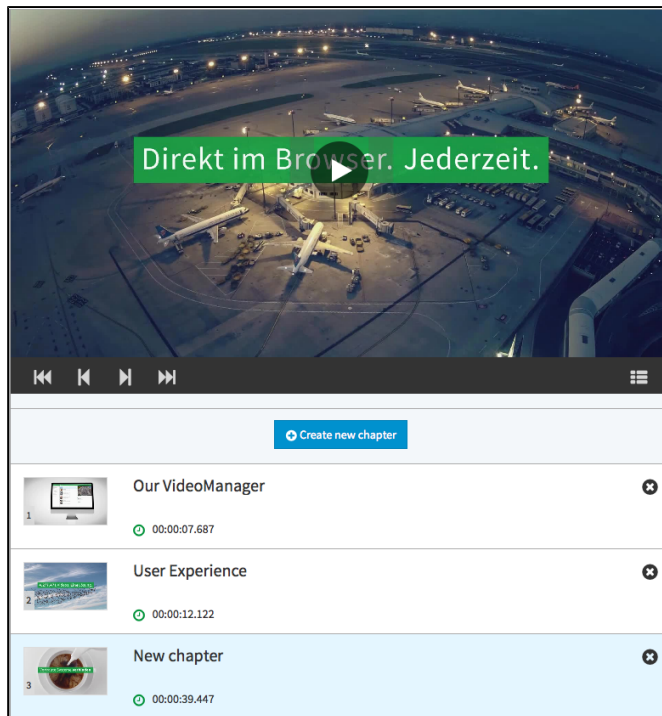 Direkt im Browser. Jederzeit.
Create new chapter
Our VideoManager
1
00:00:07.687
User Experience
2
00:00:12.122
New chapter
3
00:00:39.447